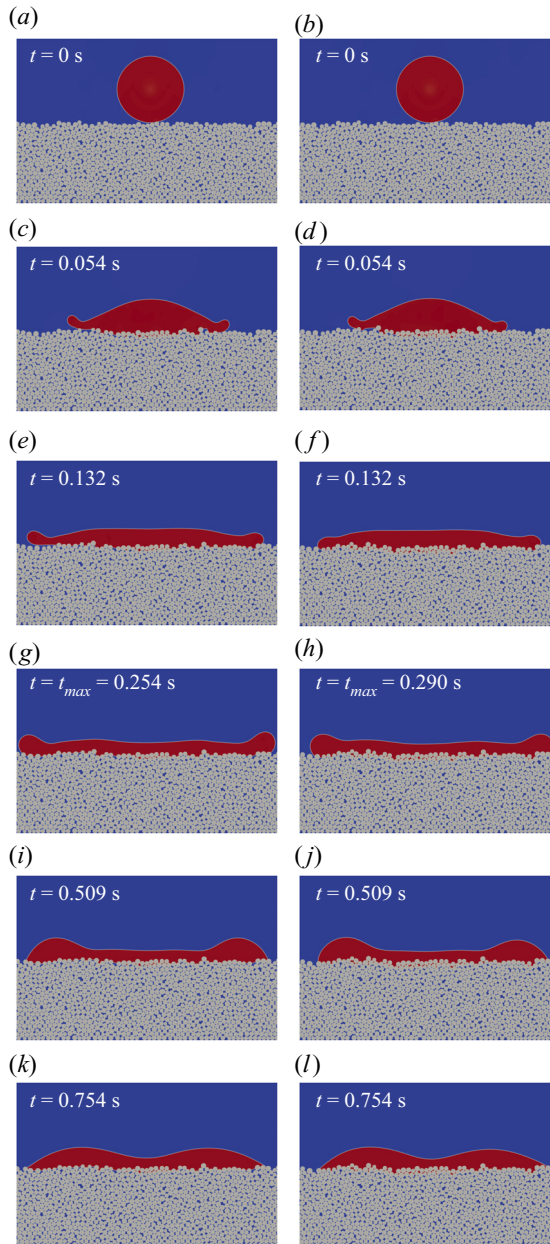 (a)
t = 0 s
(b)
t = 0 s
(c)
t = 0.054 s
(d)
t = 0.054 s
(e)
t = 0.132 s
(f)
t = 0.132 s
(g)
t = tmax = 0.254 s
(h)
t = tmax = 0.290 s
(i)
t = 0.509 s
(j)
t = 0.509 s
(k)
t = 0.754 s
(l)
t = 0.754 s